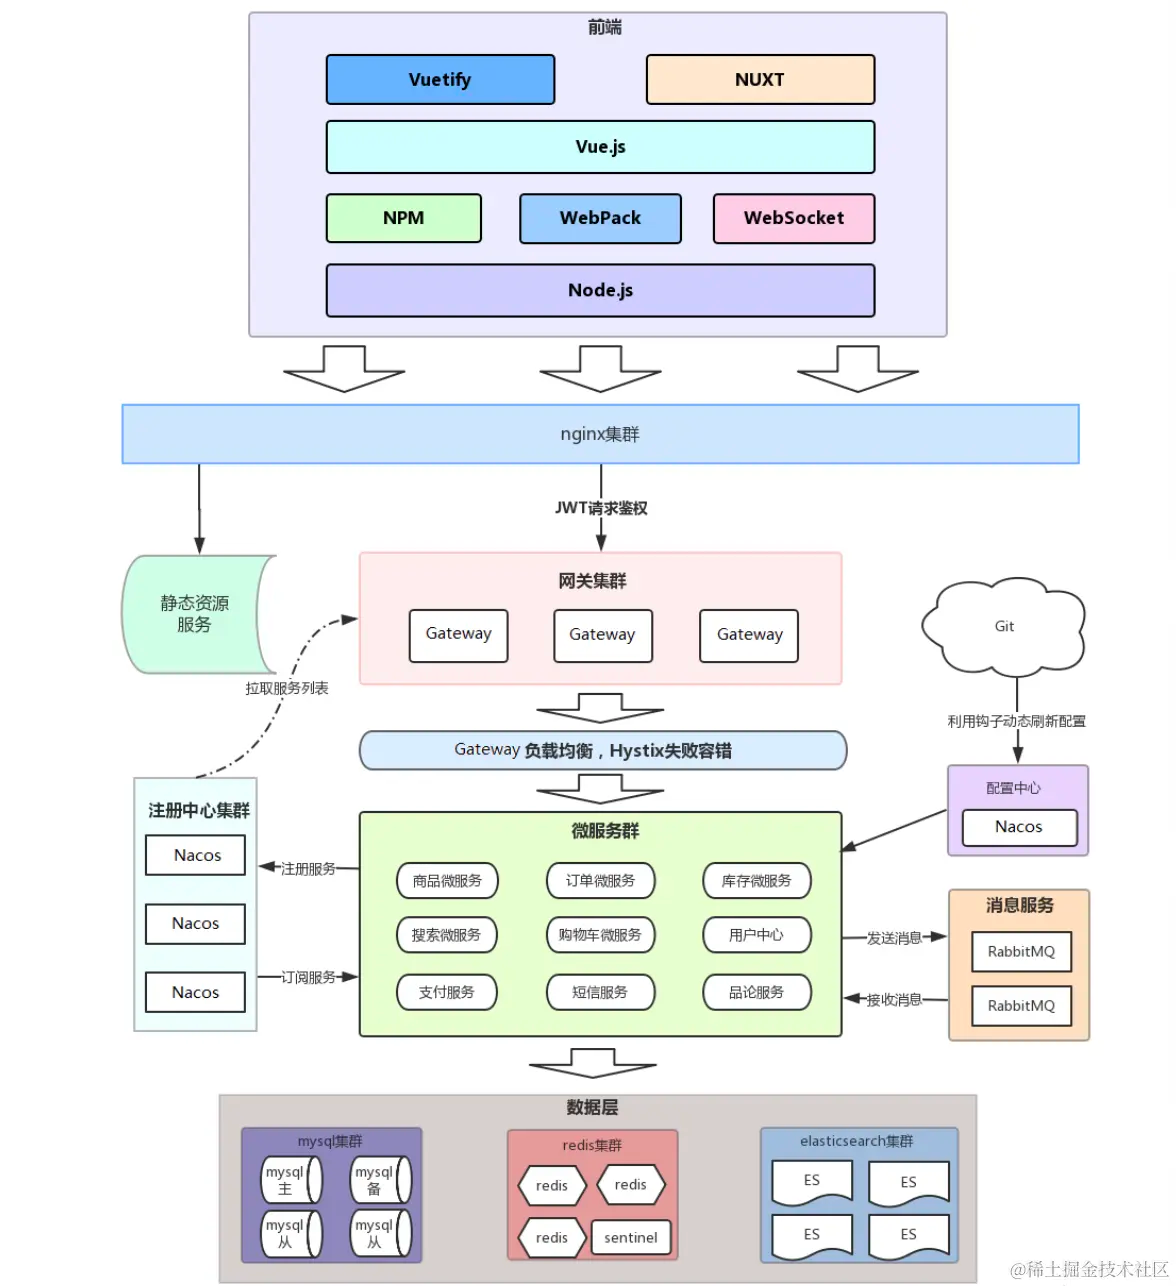 前端
Vuetify
NUXT
Vue.js
NPM
WebPack
WebSocket
Node.js
nginx集群
JWT请求鉴权
静态资源
服务
网关集群
Gateway
Gateway
Gateway
Git
拉取服务列表
利用钩子动态刷新配置
Gateway 负载均衡，Hystix失败容错
注册中心集群
Nacos
Nacos
Nacos
注册服务
订阅服务
微服务群
商品微服务
订单微服务
库存微服务
搜索微服务
购物车微服务
用户中心
支付服务
短信服务
品论服务
配置中心
Nacos
消息服务
RabbitMQ
RabbitMQ
发送消息
接收消息
数据层
mysql集群
mysql
主
mysql
备
mysql
从
mysql
从
redis集群
redis
redis
redis
sentinel
elasticsearch集群
ES
ES
ES
ES
@稀土掘金技术社区